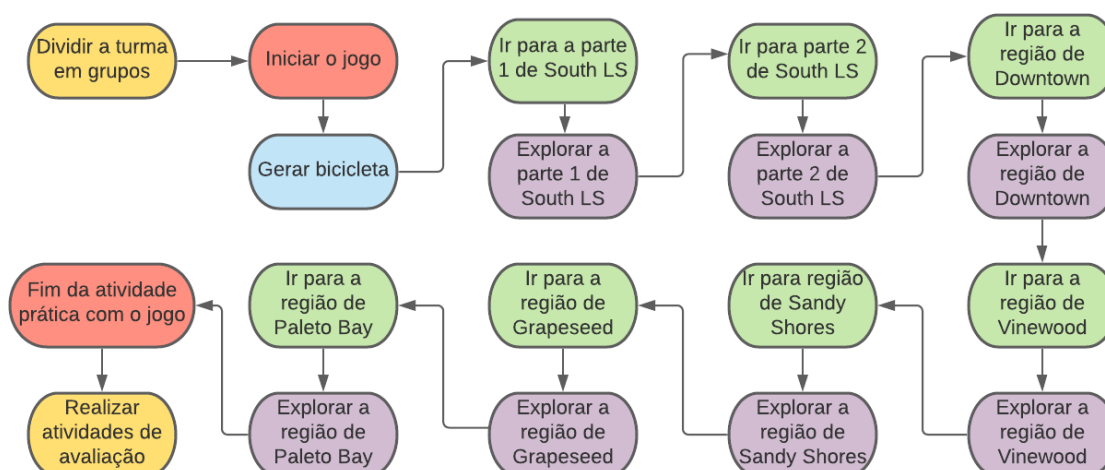 Dividir a turma
em grupos
Iniciar o jogo
Gerar bicicleta
Ir para a parte
1 de South LS
Explorar a
parte 1 de
South LS
Ir para parte 2
de South LS
Explorar a
parte 2 de
South LS
Ir para a
região de
Downtown
Explorar a
região de
Downtown
Ir para a
região de
Vinewood
Explorar a
região de
Vinewood
Ir para região
de Sandy
Shores
Explorar a
região de
Sandy Shores
Ir para a
região de
Grapeseed
Explorar a
região de
Grapeseed
Ir para a
região de
Paleto Bay
Explorar a
região de
Paleto Bay
Fim da atividade
prática com o jogo
Realizar
atividades de
avaliação